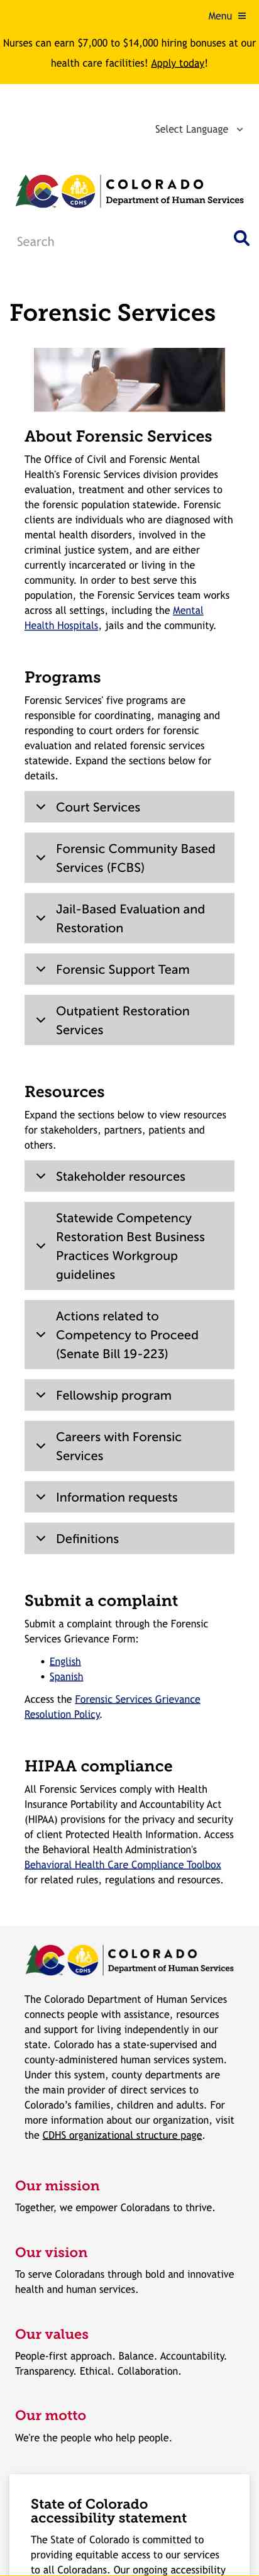 Menu
Nurses can earn $7,000 to $14,000 hiring bonuses at our
health care facilities! Apply today!
Select Language
COLORADO
Department of Human Services
CDHS
Search
Forensic Services
About Forensic Services
The Office of Civil and Forensic Mental
Health's Forensic Services division provides
evaluation, treatment and other services to
the forensic population statewide. Forensic
clients are individuals who are diagnosed with
mental health disorders, involved in the
criminal justice system, and are either
currently incarcerated or living in the
community. In order to best serve this
population, the Forensic Services team works
across all settings, including the Mental
Health Hospitals, jails and the community.
Programs
Forensic Services' five programs are
responsible for coordinating, managing and
responding to court orders for forensic
evaluation and related forensic services
statewide. Expand the sections below for
details.
Court Services
Forensic Community Based
Services (FCBS)
Jail-Based Evaluation and
Restoration
Forensic Support Team
Outpatient Restoration
Services
Resources
Expand the sections below to view resources
for stakeholders, partners, patients and
others.
Stakeholder resources
Statewide Competency
Restoration Best Business
Practices Workgroup
guidelines
Actions related to
Competency to Proceed
(Senate Bill 19-223)
Fellowship program
Careers with Forensic
Services
Information requests
Definitions
Submit a complaint
Submit a complaint through the Forensic
Services Grievance Form:
• English
• Spanish
Access the Forensic Services Grievance
Resolution Policy.
HIPAA compliance
All Forensic Services comply with Health
Insurance Portability and Accountability Act
(HIPAA) provisions for the privacy and security
of client Protected Health Information. Access
the Behavioral Health Administration's
Behavioral Health Care Compliance Toolbox
for related rules, regulations and resources.
COLORADO
Department of Human Services
CDHS
The Colorado Department of Human Services
connects people with assistance, resources
and support for living independently in our
state. Colorado has a state-supervised and
county-administered human services system.
Under this system, county departments are
the main provider of direct services to
Colorado’s families, children and adults. For
more information about our organization, visit
the CDHS organizational structure page.
Our mission
Together, we empower Coloradans to thrive.
Our vision
To serve Coloradans through bold and innovative
health and human services.
Our values
People-first approach. Balance. Accountability.
Transparency. Ethical. Collaboration.
Our motto
We're the people who help people.
State of Colorado
accessibility statement
The State of Colorado is committed to
providing equitable access to our services
to all Coloradans. Our ongoing accessibility